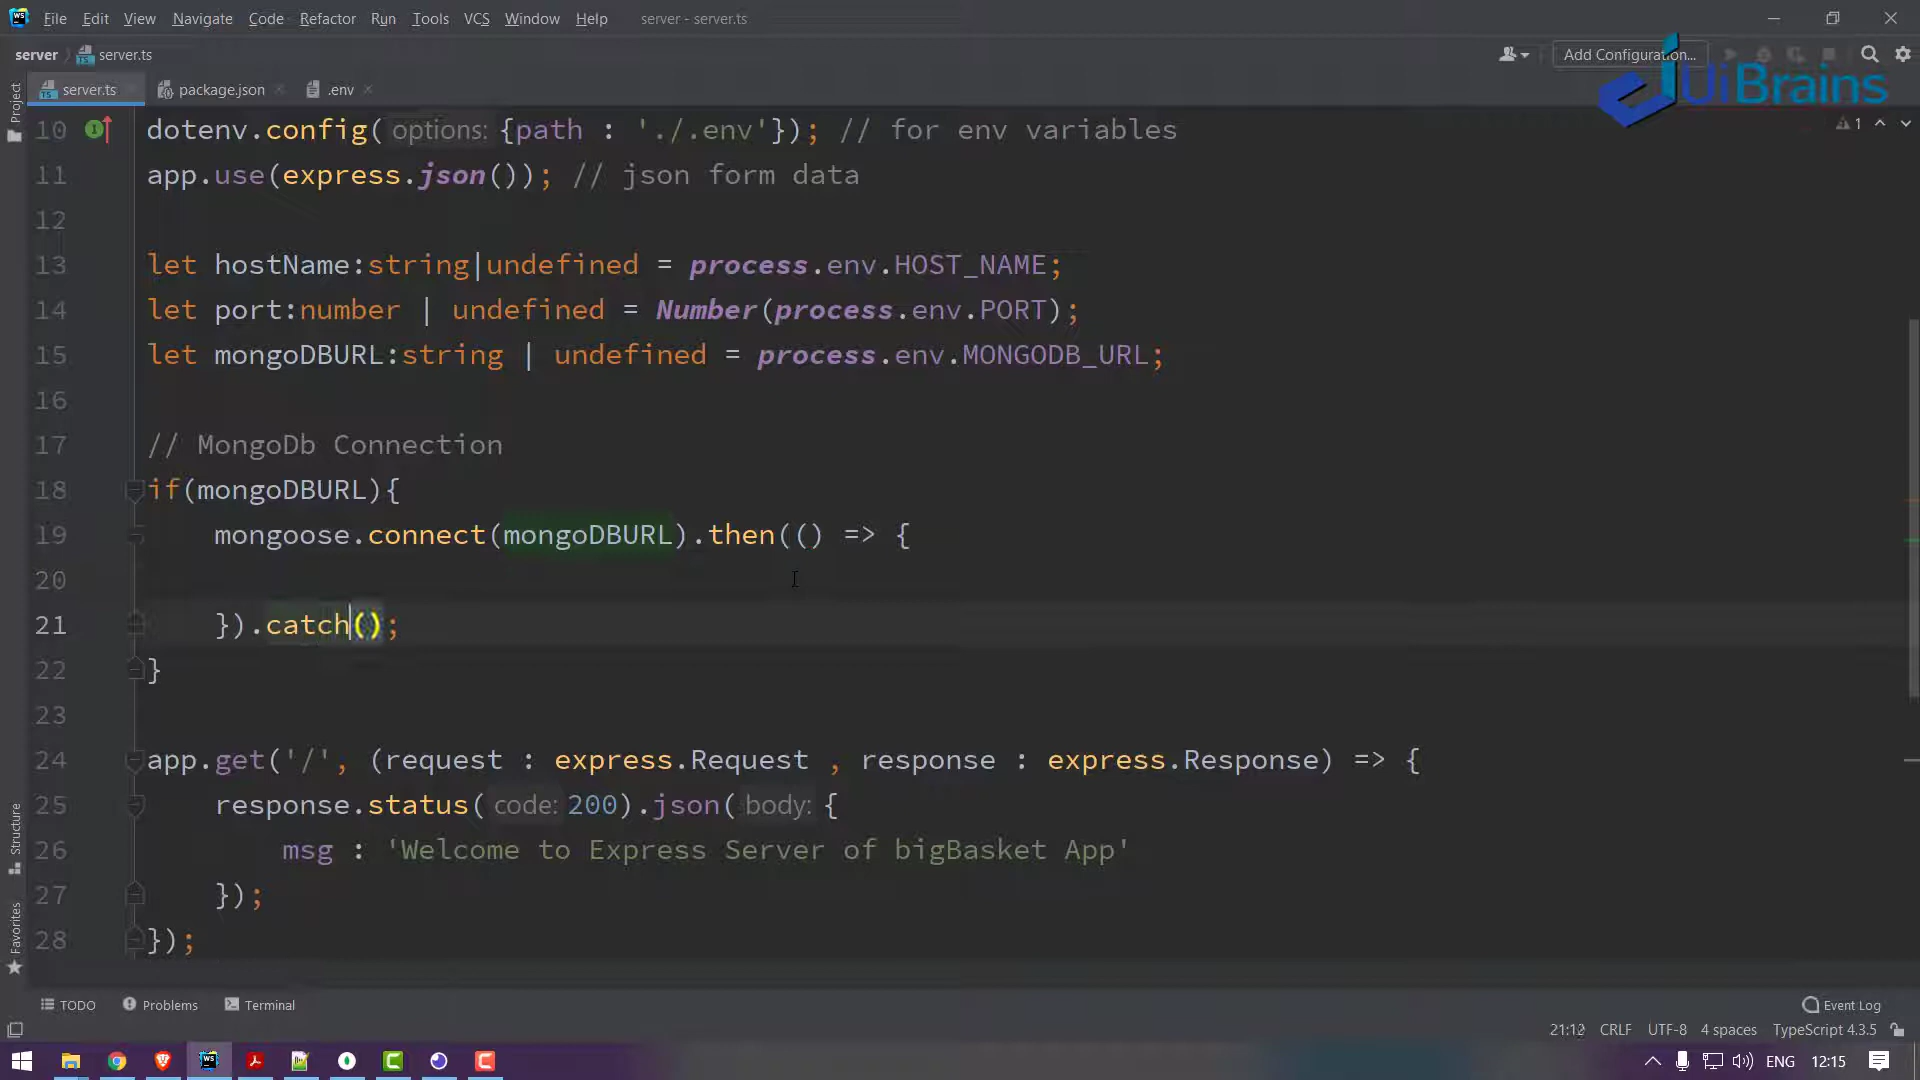 File Edit View Navigate Code Refactor Run Tools VCS Window Help server - server.ts
server server.ts Add Configuration...
UiBrains
server.ts package.json .env
1
Project
10 dotenv.config( options: {path : './.env'}); // for env variables
11 app.use(express.json()); // json form data
12
13 let hostName:string|undefined = process.env.HOST_NAME;
14 let port:number | undefined = Number(process.env.PORT);
15 let mongoDBURL:string | undefined = process.env.MONGODB_URL;
16
17 // MongoDb Connection
18 if(mongoDBURL){
19 mongoose.connect(mongoDBURL).then(() => {
20
21 }).catch();
22 }
23
24 app.get('/', (request : express.Request , response : express.Response) => {
25 response.status( code: 200).json( body: {
26 msg : 'Welcome to Express Server of bigBasket App'
27 });
28 });
Structure
Favorites
TODO Problems Terminal Event Log
21:12 CRLF UTF-8 4 spaces TypeScript 4.3.5
WS ENG 12:15